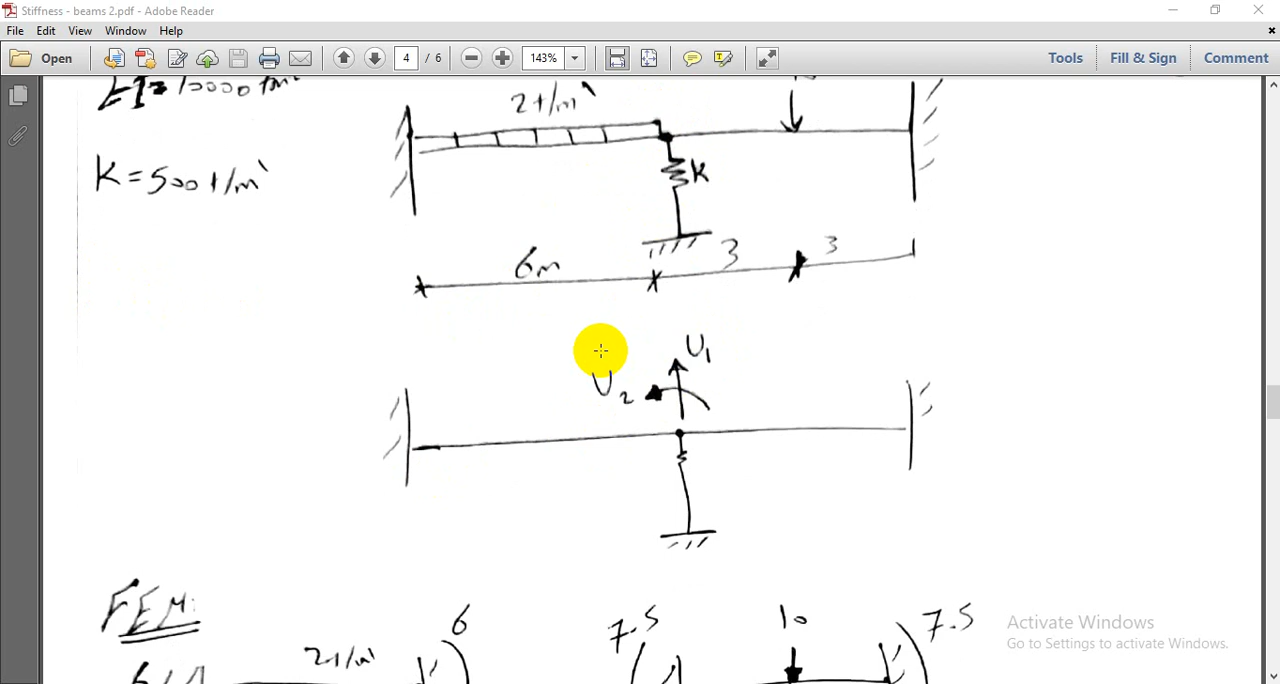 Stiffness - beams 2.pdf - Adobe Reader
File Edit View Window Help
Open 4 / 6 143% Tools Fill & Sign Comment
2t/m`
K = 500 t/m`
K
6m 3 3
U1
U2
FEM:
6 7.5 10 7.5
2t/m`
Activate Windows
Go to Settings to activate Windows.